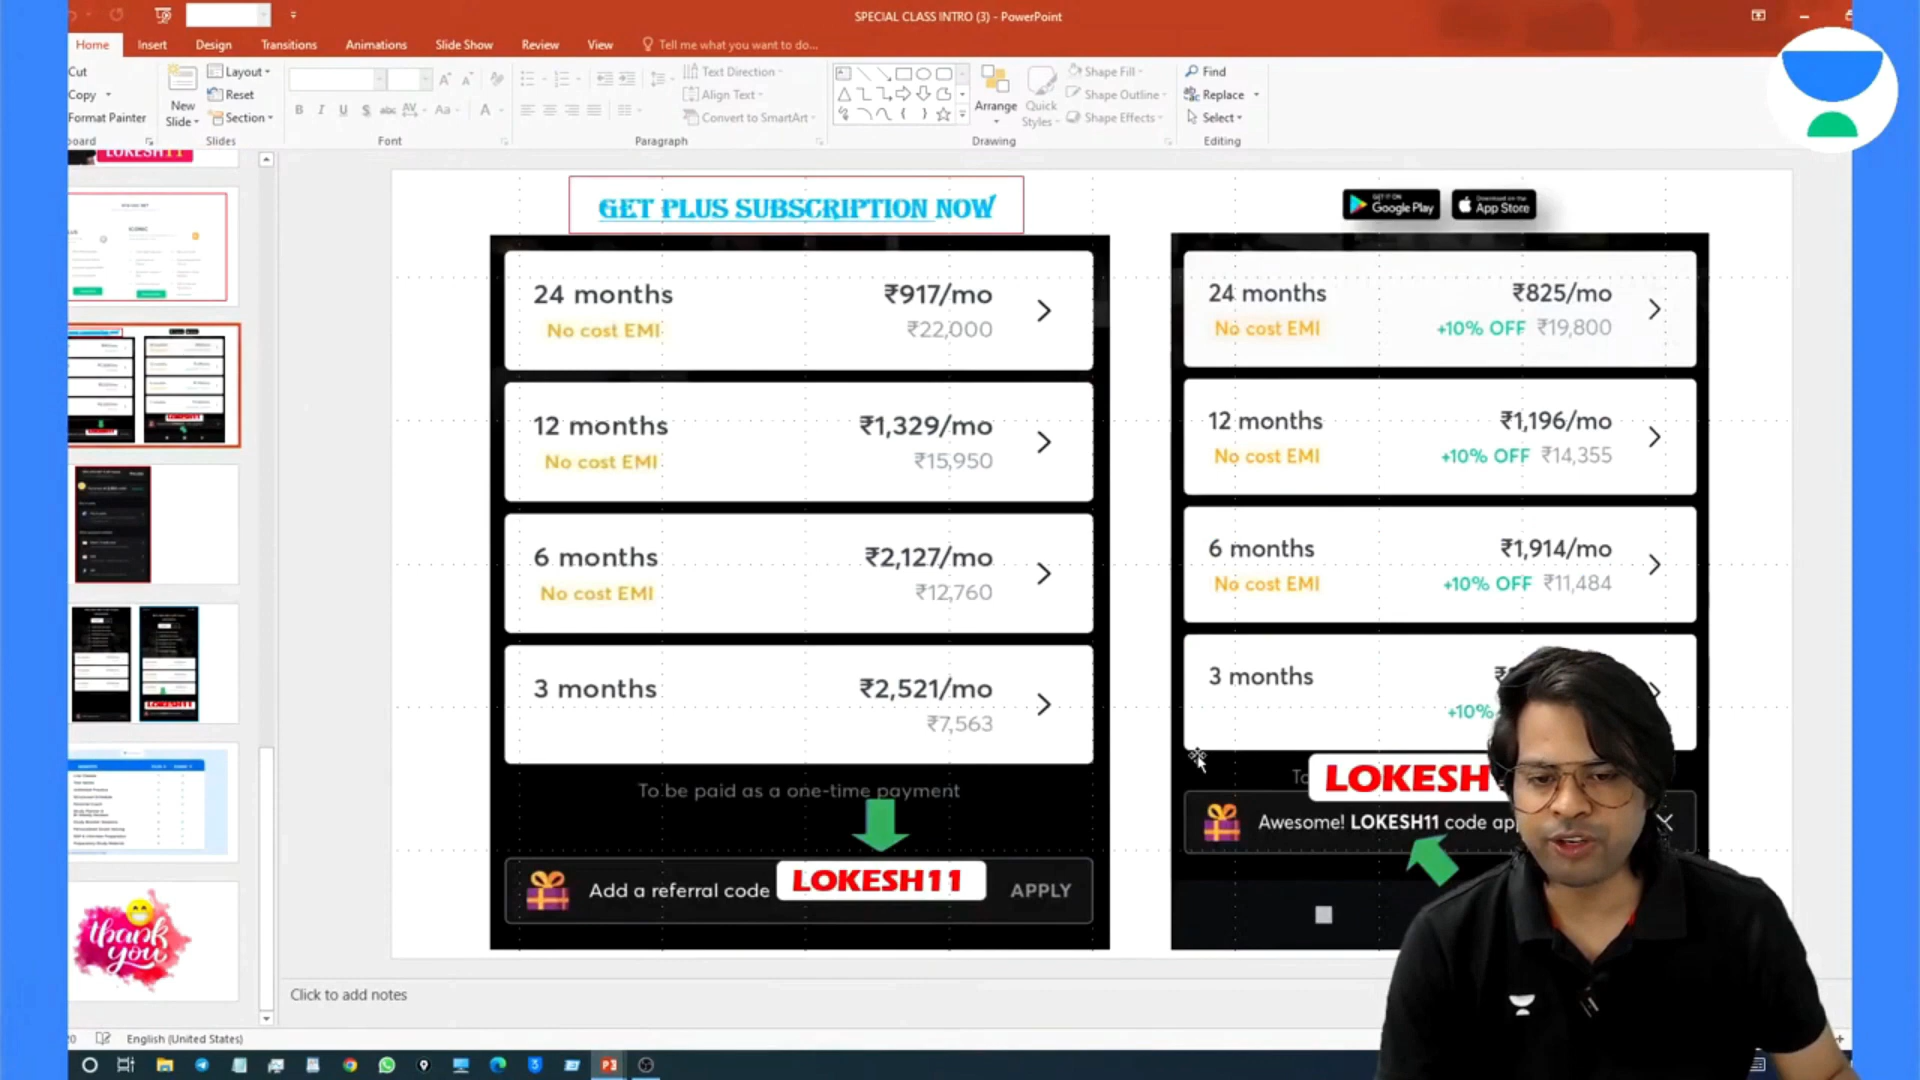 SPECIAL CLASS INTRO (3) - PowerPoint
Home
Insert
Design
Transitions
Animations
Slide Show
Review
View
Tell me what you want to do...
Cut
Copy
Format Painter
New
Slide
Layout
Reset
Section
Text Direction
Align Text
Convert to SmartArt
Arrange
Quick
Styles
Shape Fill
Shape Outline
Shape Effects
Find
Replace
Select
Slides
Font
Paragraph
Drawing
Editing
LOKESH11
ICONIC
thank
you
GET PLUS SUBSCRIPTION NOW
24 months
₹917/mo
No cost EMI
₹22,000
12 months
₹1,329/mo
No cost EMI
₹15,950
6 months
₹2,127/mo
No cost EMI
₹12,760
3 months
₹2,521/mo
₹7,563
To be paid as a one-time payment
Add a referral code
LOKESH11
APPLY
GET IT ON
Google Play
Download on the
App Store
24 months
₹825/mo
No cost EMI
+10% OFF ₹19,800
12 months
₹1,196/mo
No cost EMI
+10% OFF ₹14,355
6 months
₹1,914/mo
No cost EMI
+10% OFF ₹11,484
3 months
+10%
LOKESH
Awesome! LOKESH11 code
Click to add notes
English (United States)